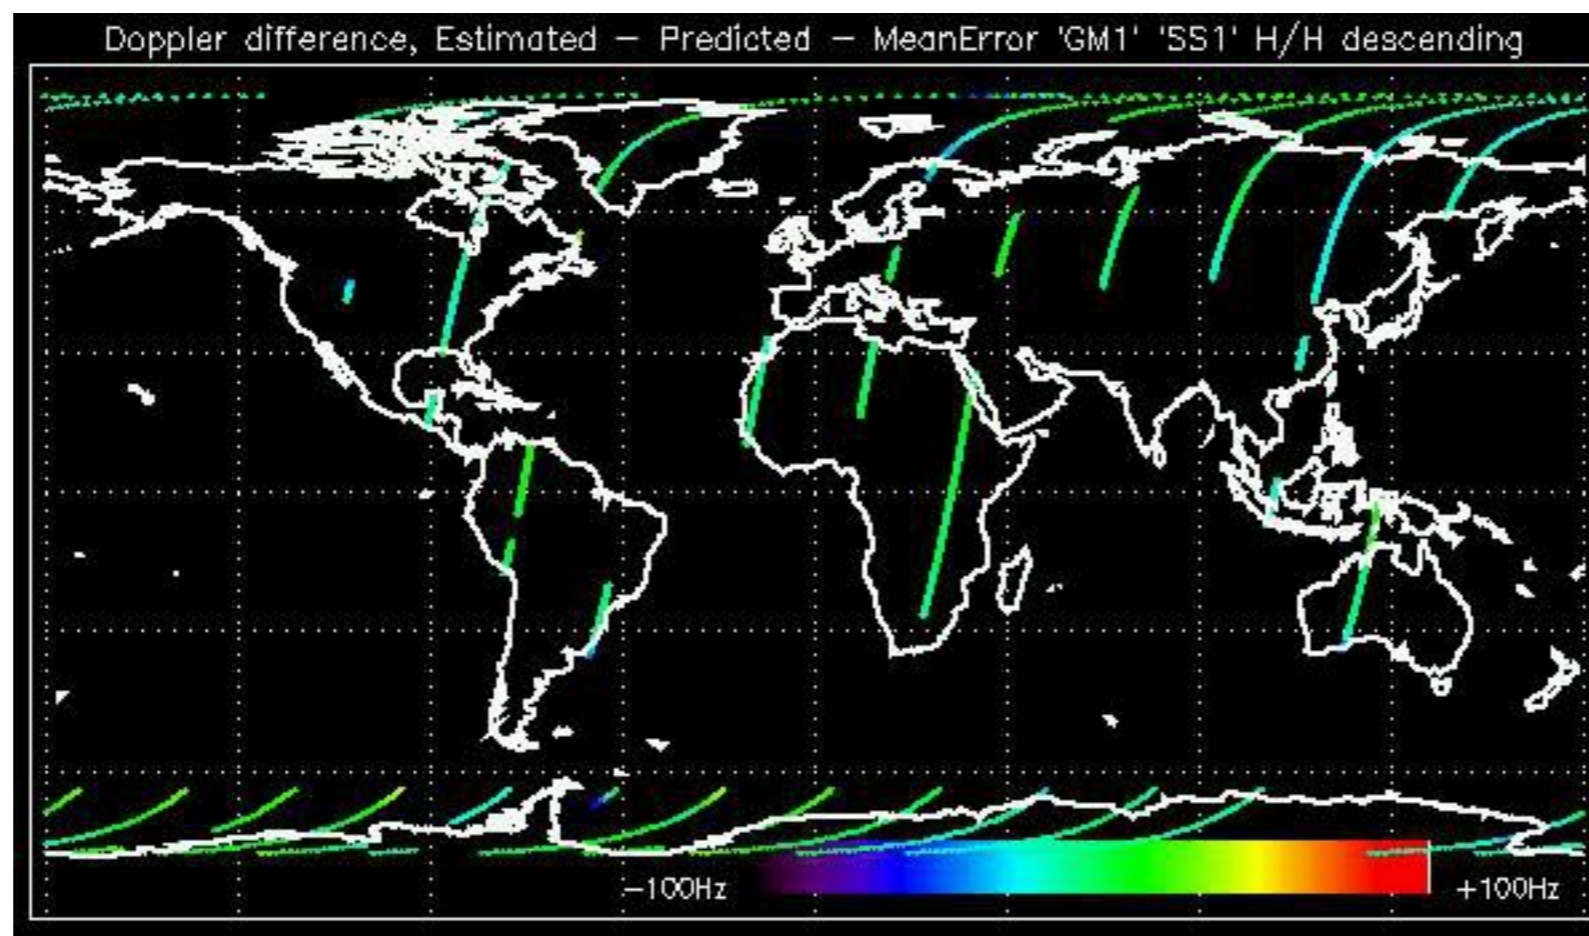 Doppler difference, Estimated – Predicted – MeanError 'GM1' 'SS1' H/H descending
–100Hz
+100Hz